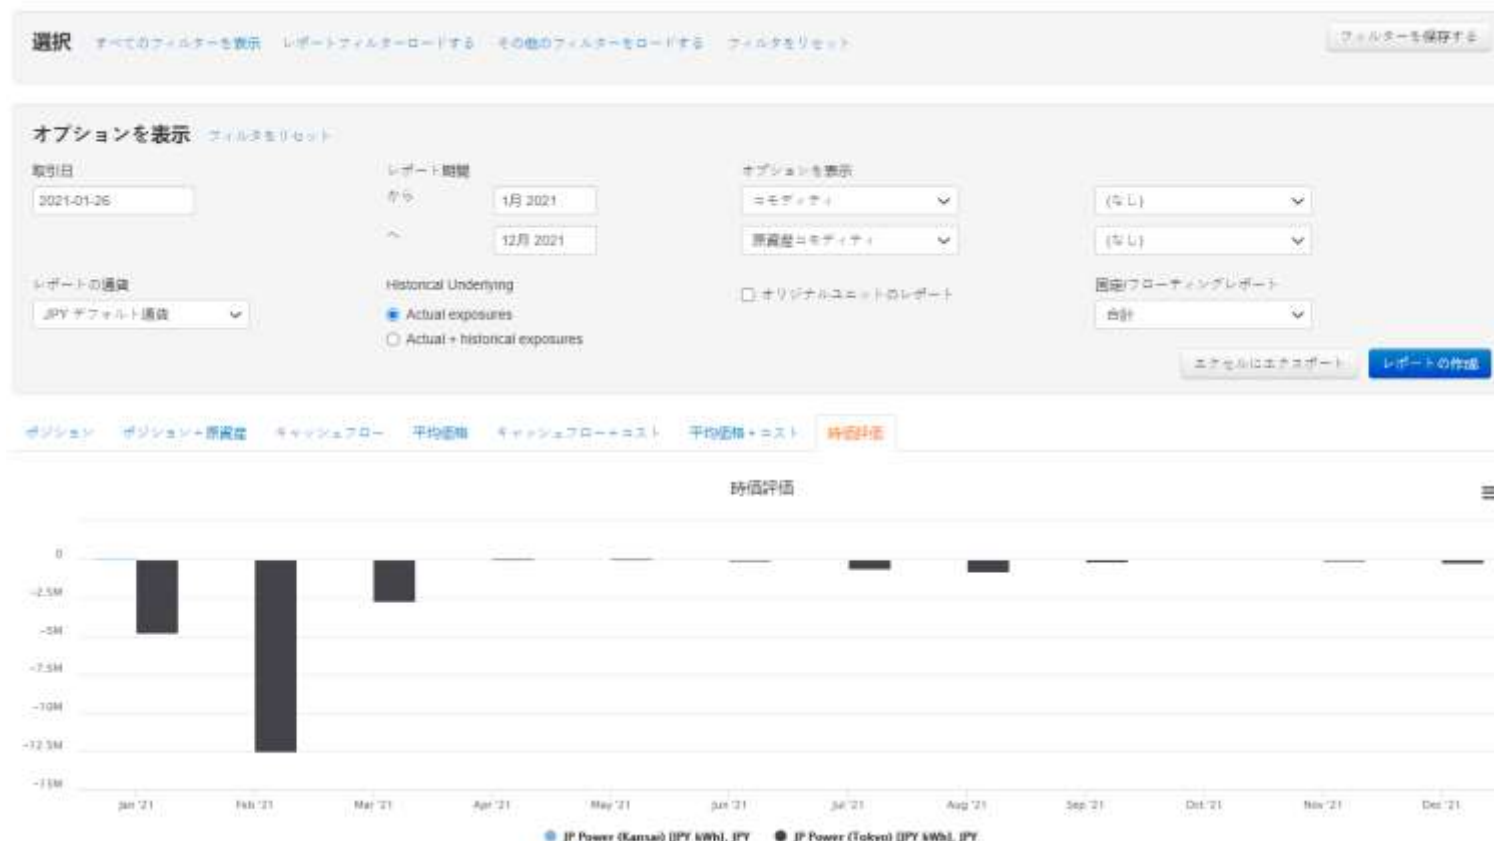 選択 すべてのフィルターを表示 レポートフィルターロードする その他のフィルターをロードする フィルタをリセット フィルターを保存する
オプションを表示 フィルタをリセット
取引日 レポート期間 オプションを表示
2021-01-26 から 1月 2021 コモディティ (なし)
へ 12月 2021 原資産コモディティ (なし)
レポートの通貨 Historical Underlying オリジナルユニットのレポート 固定/フローティングレポート
JPY デフォルト通貨 Actual exposures 合計
Actual + historical exposures
エクセルにエクスポート レポートの作成
ポジション ポジション+原資産 キャッシュフロー 平均価格 キャッシュフロー+コスト 平均価格+コスト 時価評価
時価評価
0
-2.5M
-5M
-7.5M
-10M
-12.5M
-15M
Jan '21 Feb '21 Mar '21 Apr '21 May '21 Jun '21 Jul '21 Aug '21 Sep '21 Oct '21 Nov '21 Dec '21
JP Power (Kansai) [JPY kWh], JPY JP Power (Tokyo) [JPY kWh], JPY